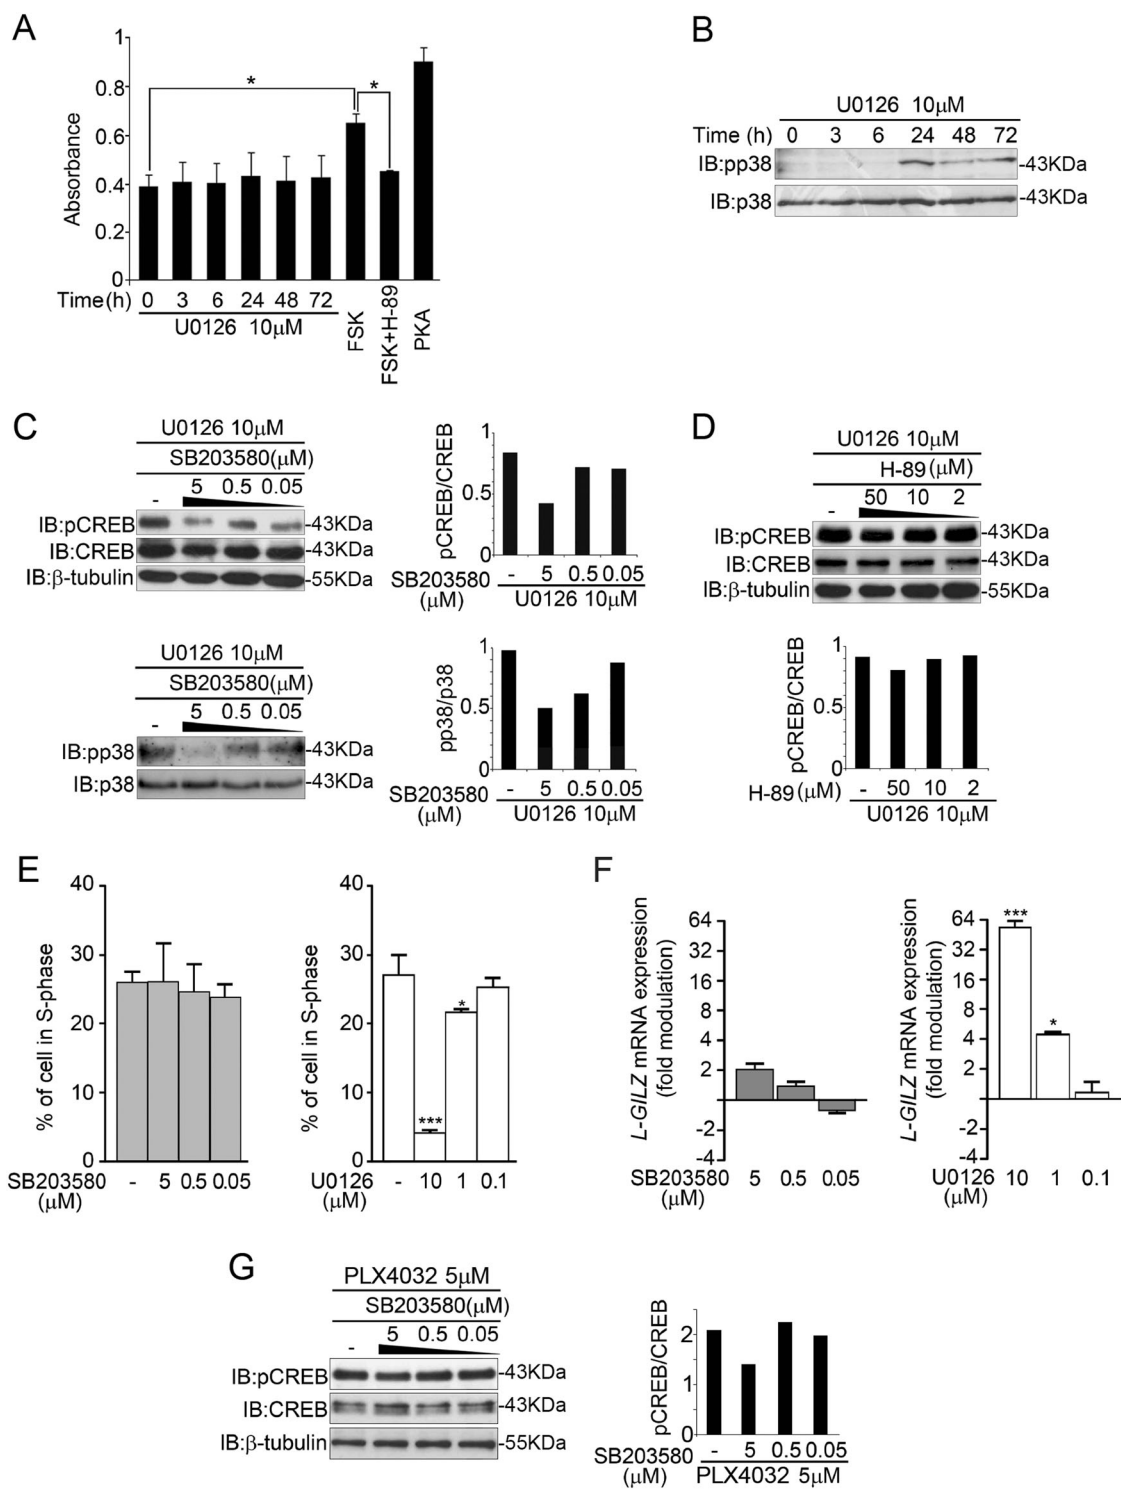 A
Absorbance
1
0.8
0.6
0.4
0.2
0
*
*
Time(h) 0 3 6 24 48 72
U0126 10µM
FSK
FSK+H-89
PKA
B
U0126 10µM
Time (h) 0 3 6 24 48 72
IB:pp38 -43KDa
IB:p38 -43KDa
C
U0126 10µM
SB203580(µM)
- 5 0.5 0.05
IB:pCREB -43KDa
IB:CREB -43KDa
IB:β-tubulin -55KDa
pCREB/CREB
1
0.5
0
SB203580 - 5 0.5 0.05
(µM) U0126 10µM
U0126 10µM
SB203580(µM)
- 5 0.5 0.05
IB:pp38 -43KDa
IB:p38 -43KDa
pp38/p38
1
0.5
0
SB203580 - 5 0.5 0.05
(µM) U0126 10µM
D
U0126 10µM
H-89 (µM)
- 50 10 2
IB:pCREB -43KDa
IB:CREB -43KDa
IB:β-tubulin -55KDa
pCREB/CREB
1
0.5
0
H-89 (µM) - 50 10 2
U0126 10µM
E
% of cell in S-phase
40
30
20
10
0
SB203580 - 5 0.5 0.05
(µM)
% of cell in S-phase
40
30
20
10
0
***
*
U0126 - 10 1 0.1
(µM)
F
L-GILZ mRNA expression
(fold modulation)
64
32
16
8
4
2
-2
-4
SB203580 5 0.5 0.05
(µM)
L-GILZ mRNA expression
(fold modulation)
64
32
16
8
4
2
-2
-4
***
*
U0126 10 1 0.1
(µM)
G
PLX4032 5µM
SB203580(µM)
- 5 0.5 0.05
IB:pCREB -43KDa
IB:CREB -43KDa
IB:β-tubulin -55KDa
pCREB/CREB
2
1
0
SB203580 - 5 0.5 0.05
(µM) PLX4032 5µM